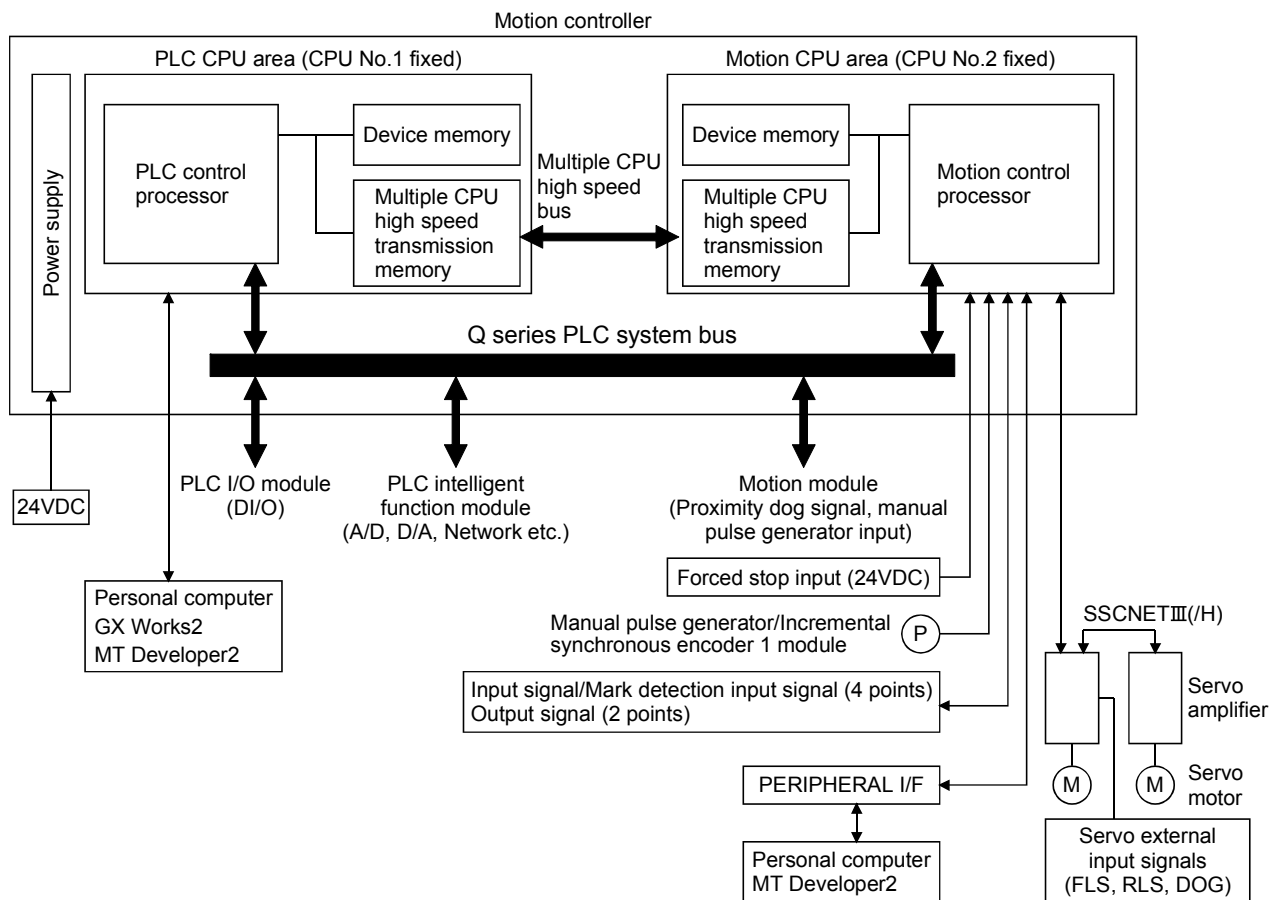 Motion controller
PLC CPU area (CPU No.1 fixed)
Motion CPU area (CPU No.2 fixed)
Power supply
PLC control
processor
Device memory
Multiple CPU
high speed
transmission
memory
Multiple CPU
high speed
bus
Device memory
Multiple CPU
high speed
transmission
memory
Motion control
processor
Q series PLC system bus
24VDC
PLC I/O module
(DI/O)
PLC intelligent
function module
(A/D, D/A, Network etc.)
Motion module
(Proximity dog signal, manual
pulse generator input)
Personal computer
GX Works2
MT Developer2
Forced stop input (24VDC)
Manual pulse generator/Incremental
synchronous encoder 1 module
P
Input signal/Mark detection input signal (4 points)
Output signal (2 points)
SSCNETⅢ(/H)
Servo
amplifier
M
M
Servo
motor
PERIPHERAL I/F
Personal computer
MT Developer2
Servo external
input signals
(FLS, RLS, DOG)